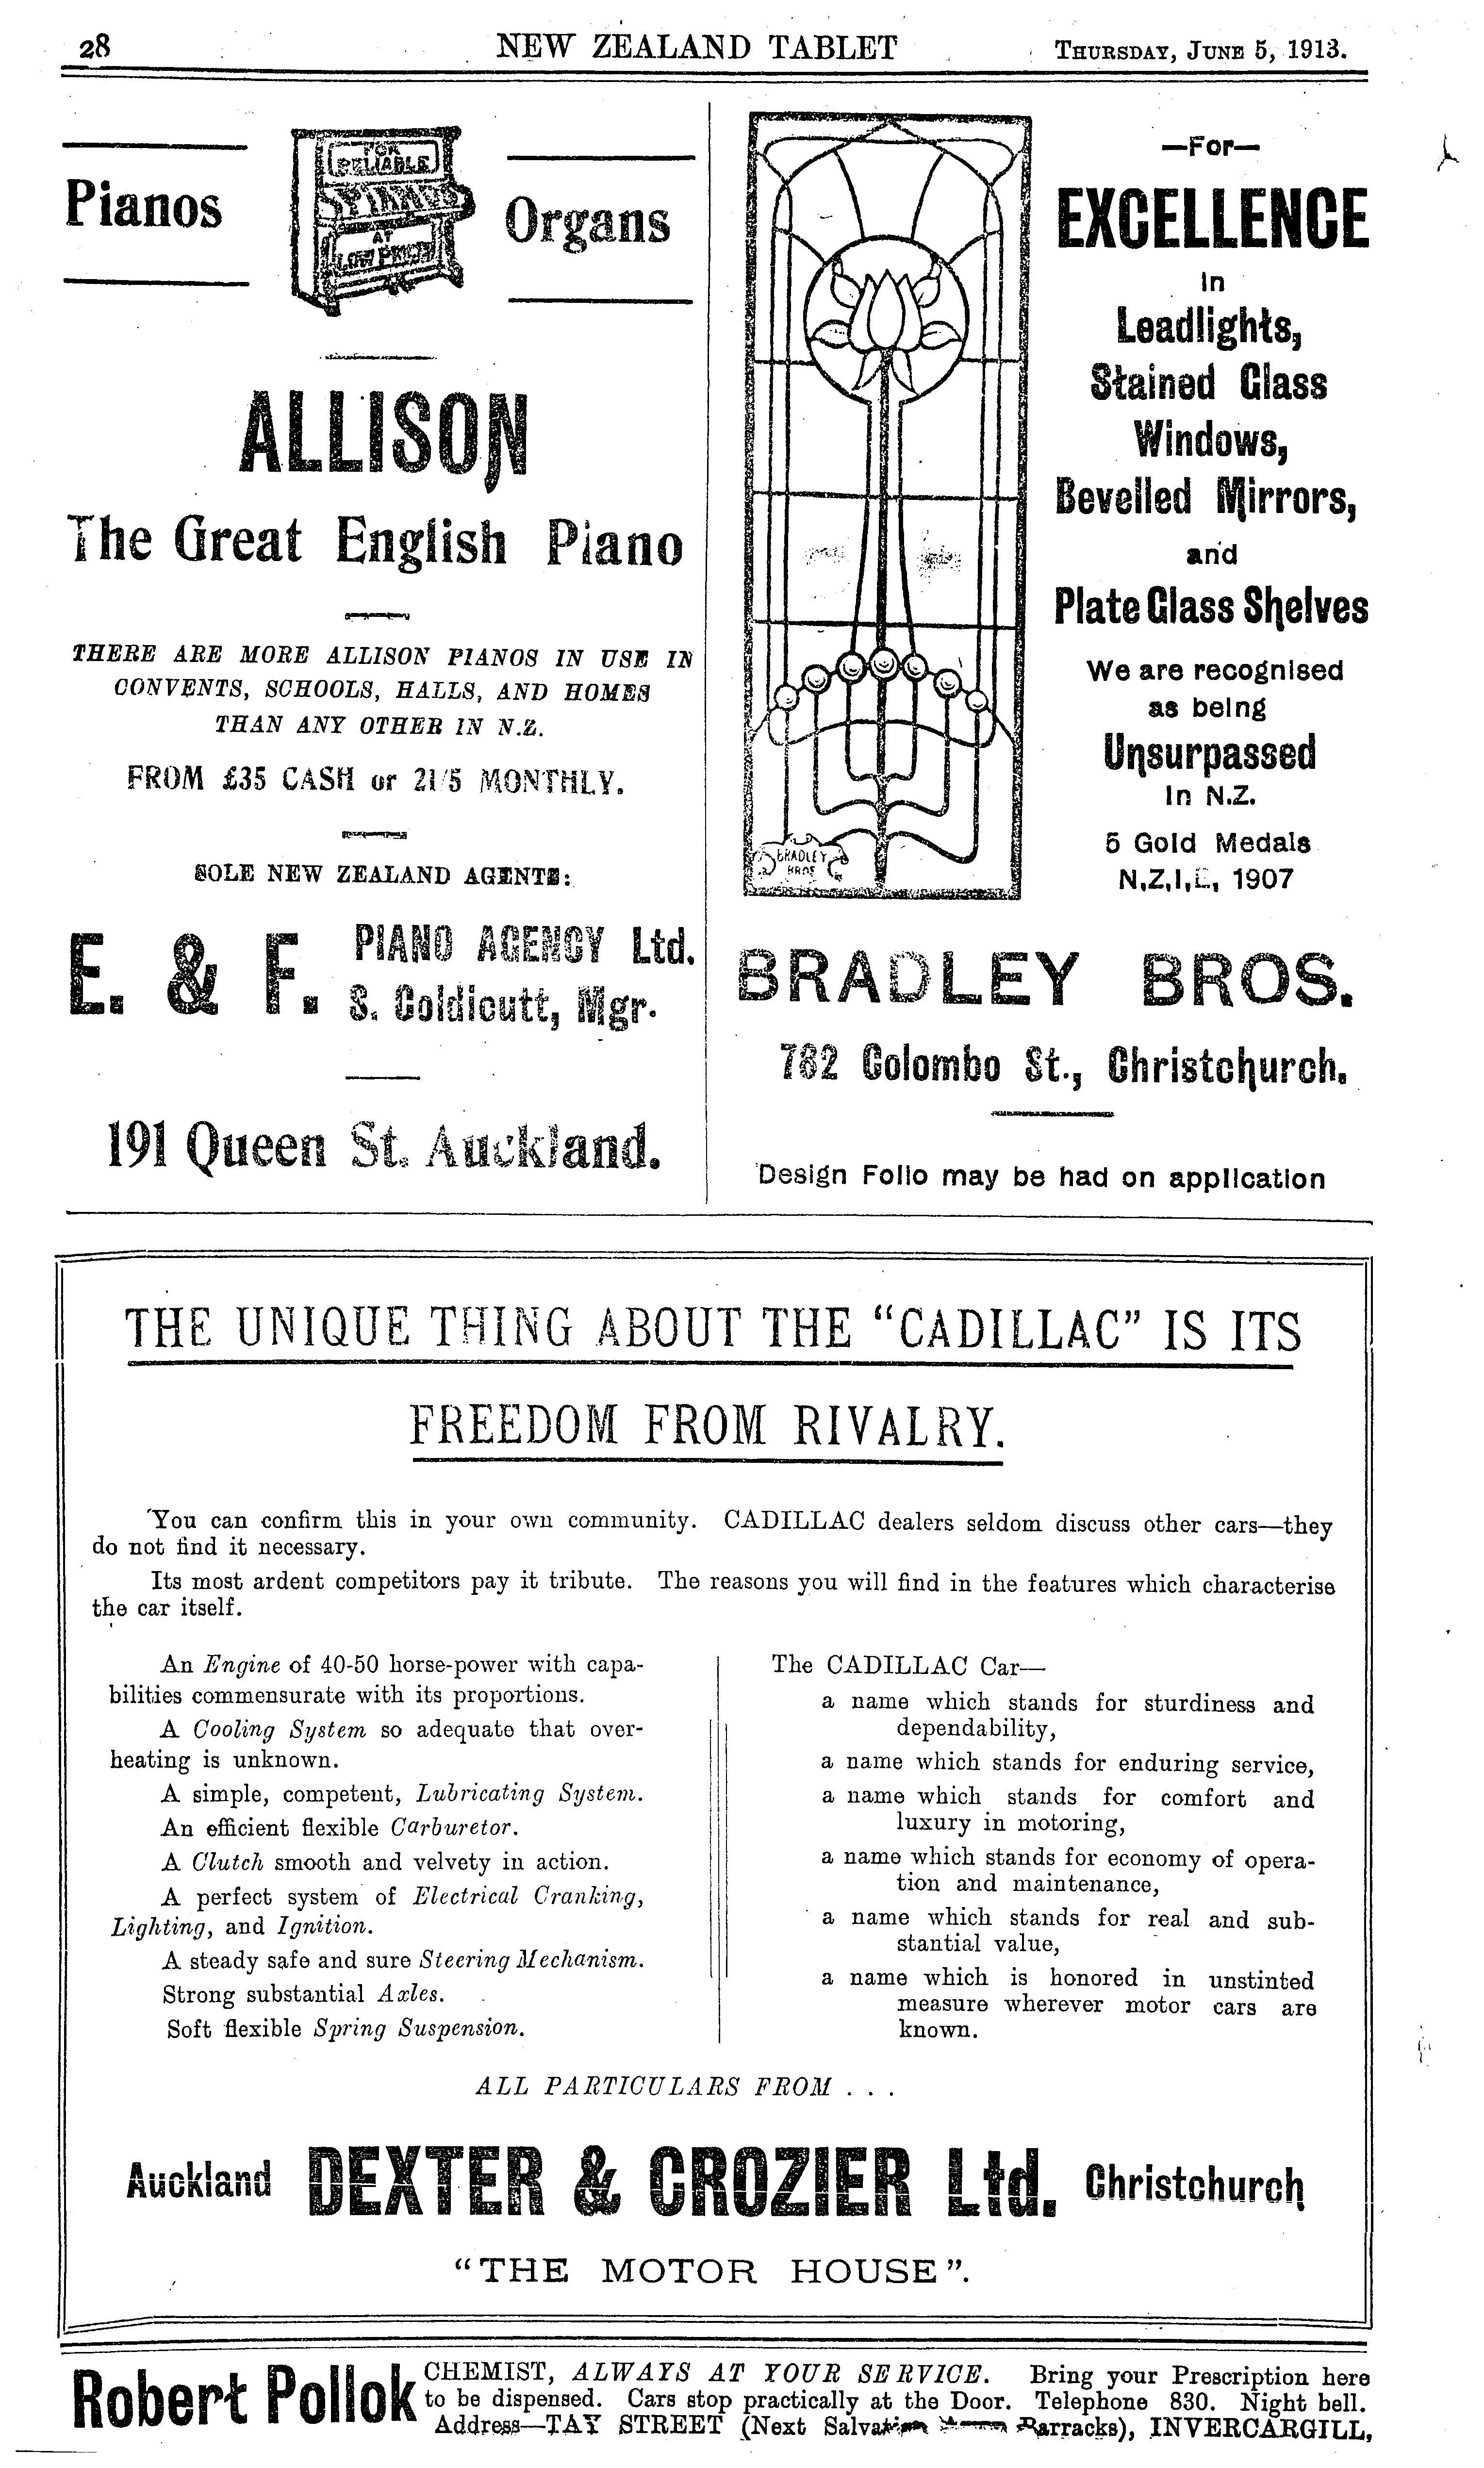 28
NEW ZEALAND TABLET
THURSDAY, JUNE 5, 1913.
Pianos
FOR
RELIABLE
PIANOS
AT
LOW PRICES
Organs
ALLISON
The Great English Piano
THERE ARE MORE ALLISON PIANOS IN USE IN
CONVENTS, SCHOOLS, HALLS, AND HOMES
THAN ANY OTHER IN N.Z.
FROM £35 CASH or 21/5 MONTHLY.
SOLE NEW ZEALAND AGENTS:
E. & F. PIANO AGENCY Ltd.
S. Coldicutt, Mgr.
191 Queen St. Auckland.
BRADLEY
BROS
—For—
EXCELLENCE
In
Leadlights,
Stained Glass
Windows,
Bevelled Mirrors,
and
Plate Glass Shelves
We are recognised
as being
Unsurpassed
In N.Z.
5 Gold Medals
N.Z.I.E, 1907
BRADLEY BROS.
782 Colombo St., Christchurch.
Design Folio may be had on application
THE UNIQUE THING ABOUT THE “CADILLAC” IS ITS
FREEDOM FROM RIVALRY.
You can confirm this in your own community. CADILLAC dealers seldom discuss other cars—they
do not find it necessary.
Its most ardent competitors pay it tribute. The reasons you will find in the features which characterise
the car itself.
An Engine of 40-50 horse-power with capa-
bilities commensurate with its proportions.
A Cooling System so adequate that over-
heating is unknown.
A simple, competent, Lubricating System.
An efficient flexible Carburetor.
A Clutch smooth and velvety in action.
A perfect system of Electrical Cranking,
Lighting, and Ignition.
A steady safe and sure Steering Mechanism.
Strong substantial Axles.
Soft flexible Spring Suspension.
The CADILLAC Car—
a name which stands for sturdiness and
dependability,
a name which stands for enduring service,
a name which stands for comfort and
luxury in motoring,
a name which stands for economy of opera-
tion and maintenance,
a name which stands for real and sub-
stantial value,
a name which is honored in unstinted
measure wherever motor cars are
known.
ALL PARTICULARS FROM . . .
Auckland DEXTER & CROZIER Ltd. Christchurch
“THE MOTOR HOUSE”.
Robert Pollok
CHEMIST, ALWAYS AT YOUR SERVICE. Bring your Prescription here
to be dispensed. Cars stop practically at the Door. Telephone 830. Night bell.
Address—TAY STREET (Next Salvation Barracks), INVERCARGILL,